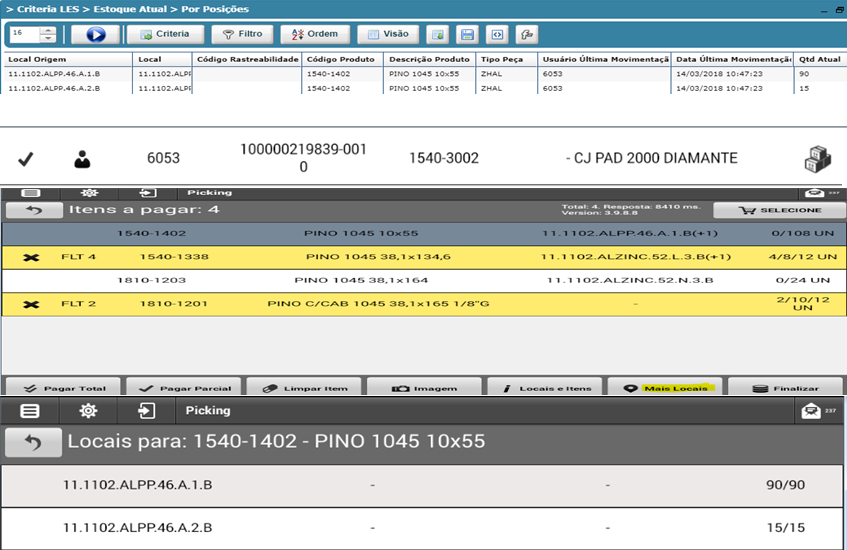 > Criteria LES > Estoque Atual > Por Posições
16 Criteria Filtro Ordem Visão
Local Origem Local Código Rastreabilidade Código Produto Descrição Produto Tipo Peça Usuário Última Movimentaçã Data Última Movimentaçã Qtd Atual
11.1102.ALPP.46.A.1.B 11.1102.ALPP 1540-1402 PINO 1045 10x55 ZHAL 6053 14/03/2018 10:47:23 90
11.1102.ALPP.46.A.2.B 11.1102.ALPP 1540-1402 PINO 1045 10x55 ZHAL 6053 14/03/2018 10:47:23 15
6053 100000219839-001 1540-3002 - CJ PAD 2000 DIAMANTE
0
Picking 237
Itens a pagar: 4 Total: 4. Resposta: 8410 ms. SELECIONE
Version: 3.9.8.8
1540-1402 PINO 1045 10x55 11.1102.ALPP.46.A.1.B(+1) 0/108 UN
FLT 4 1540-1338 PINO 1045 38,1x134,6 11.1102.ALZINC.52.L.3.B(+1) 4/8/12 UN
1810-1203 PINO 1045 38,1x164 11.1102.ALZINC.52.N.3.B 0/24 UN
FLT 2 1810-1201 PINO C/CAB 1045 38,1x165 1/8"G - 2/10/12
UN
Pagar Total Pagar Parcial Limpar Item Imagem Locais e Itens Mais Locais Finalizar
Picking 237
Locais para: 1540-1402 - PINO 1045 10x55
11.1102.ALPP.46.A.1.B - - 90/90
11.1102.ALPP.46.A.2.B - - 15/15